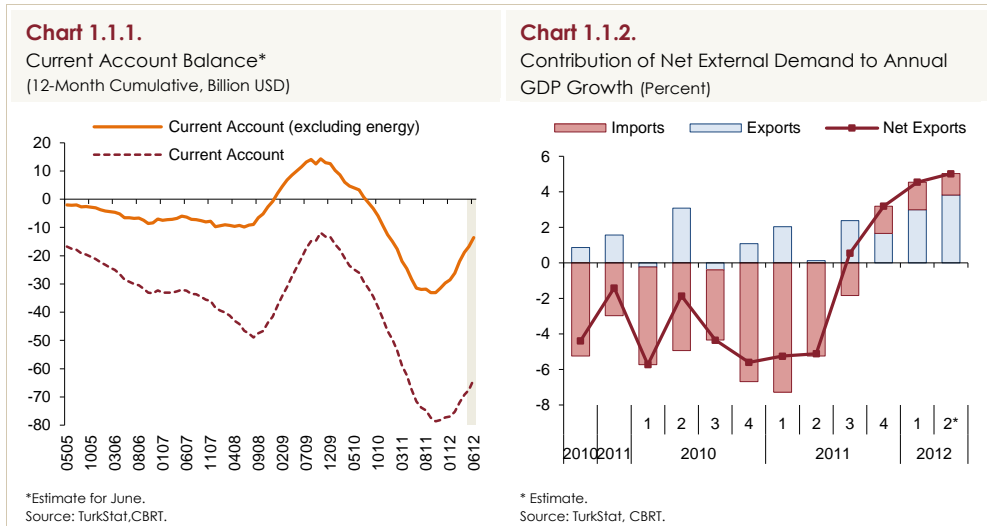 Chart 1.1.1.
Current Account Balance*
(12-Month Cumulative, Billion USD)
Current Account (excluding energy)
Current Account
20
10
0
-10
-20
-30
-40
-50
-60
-70
-80
0505
1005
0306
0806
0107
0607
1107
0408
0908
0209
0709
1209
0510
1010
0311
0811
0112
0612
*Estimate for June.
Source: TurkStat,CBRT.
Chart 1.1.2.
Contribution of Net External Demand to Annual
GDP Growth (Percent)
Imports
Exports
Net Exports
6
4
2
0
-2
-4
-6
-8
1 2 3 4 1 2 3 4 1 2*
2010 2011 2010 2011 2012
* Estimate.
Source: TurkStat, CBRT.